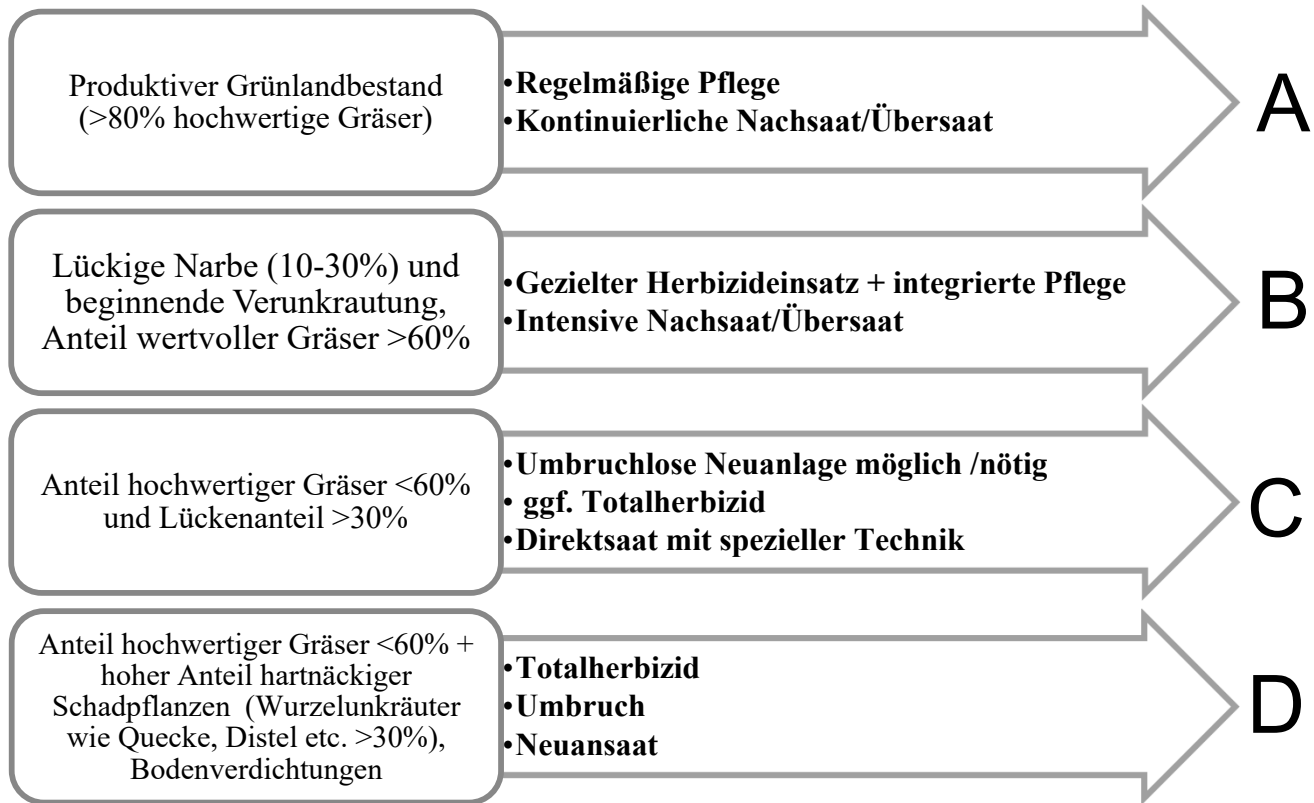 Produktiver Grünlandbestand
(>80% hochwertige Gräser)
•Regelmäßige Pflege
•Kontinuierliche Nachsaat/Übersaat
A
Lückige Narbe (10-30%) und
beginnende Verunkrautung,
Anteil wertvoller Gräser >60%
•Gezielter Herbizideinsatz + integrierte Pflege
•Intensive Nachsaat/Übersaat
B
Anteil hochwertiger Gräser <60%
und Lückenanteil >30%
•Umbruchlose Neuanlage möglich /nötig
• ggf. Totalherbizid
•Direktsaat mit spezieller Technik
C
Anteil hochwertiger Gräser <60% +
hoher Anteil hartnäckiger
Schadpflanzen (Wurzelunkräuter
wie Quecke, Distel etc. >30%),
Bodenverdichtungen
•Totalherbizid
•Umbruch
•Neuansaat
D